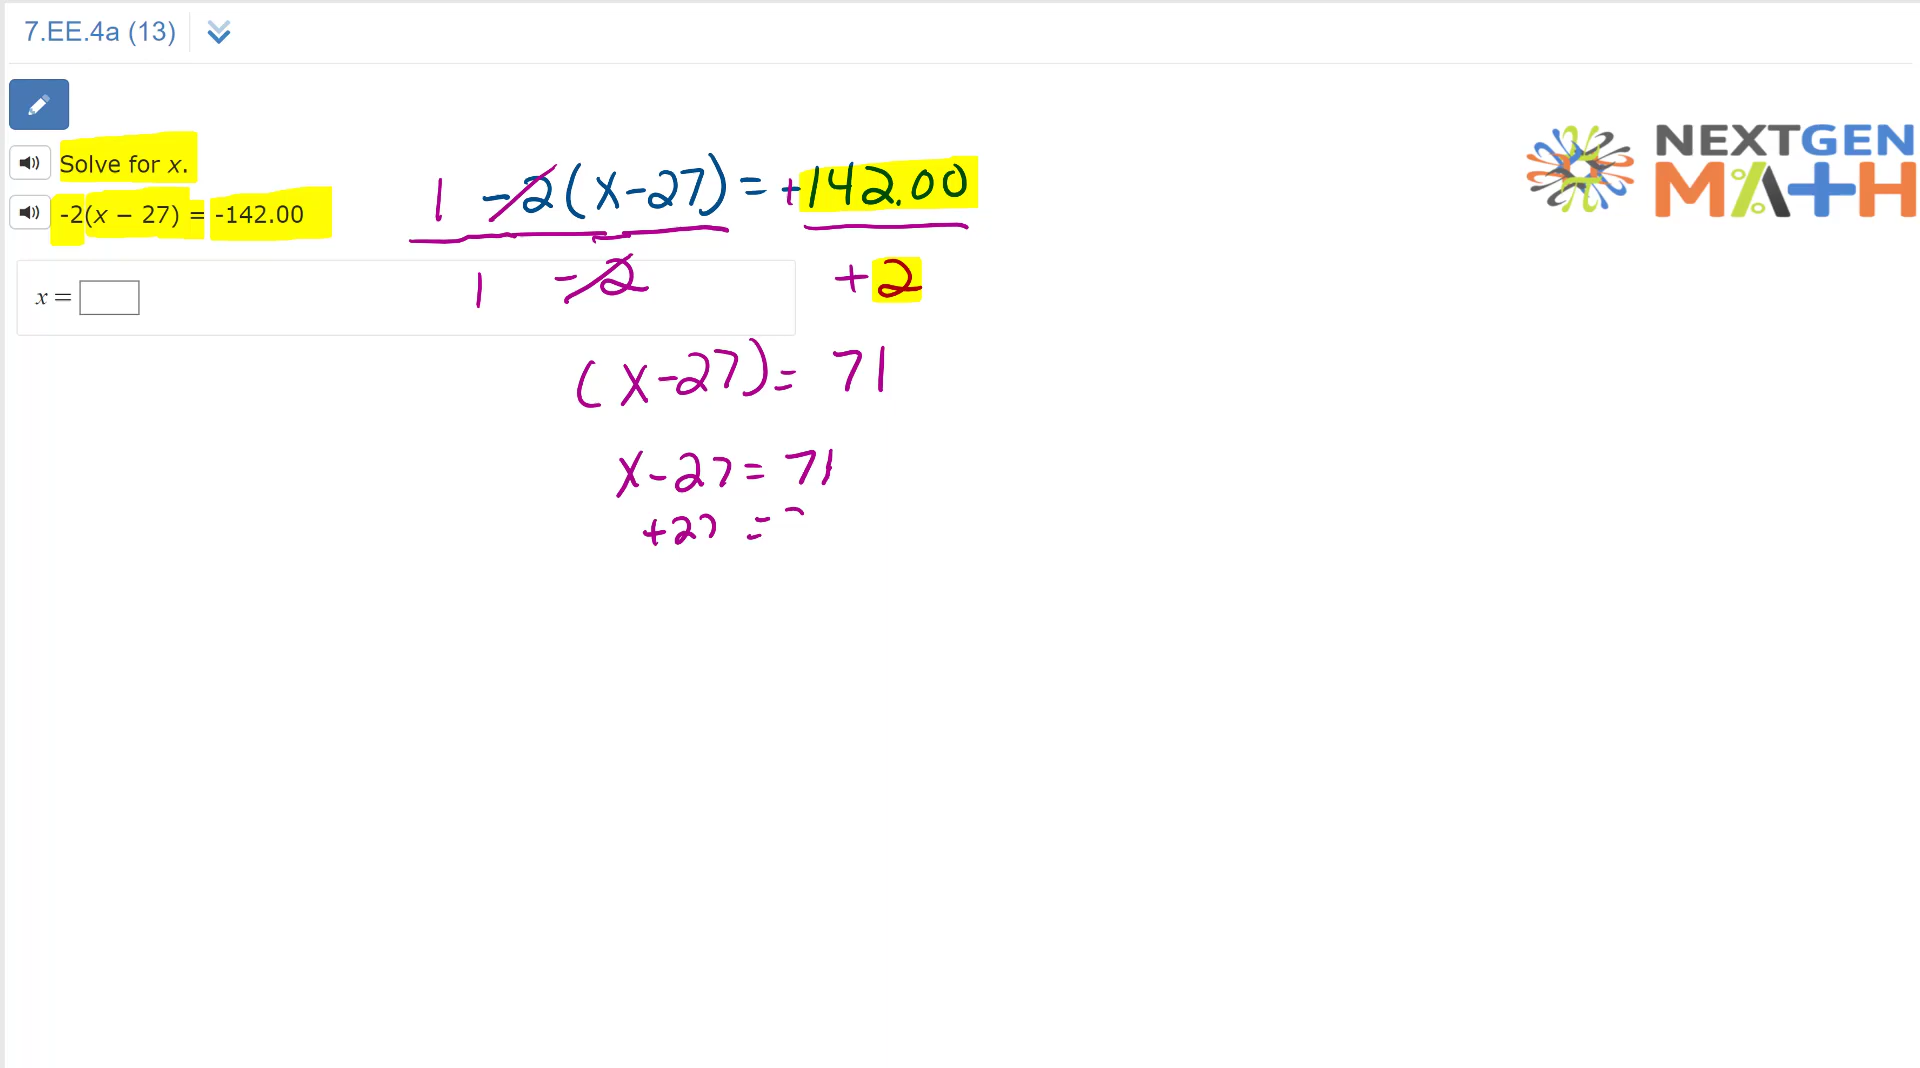 7.EE.4a (13)
NEXTGEN
MATH
Solve for x.
-2(x − 27) = -142.00
x =
1 -2(x-27) = +142.00
1 -2 +2
(x-27) = 71
x-27 = 71
+27 =